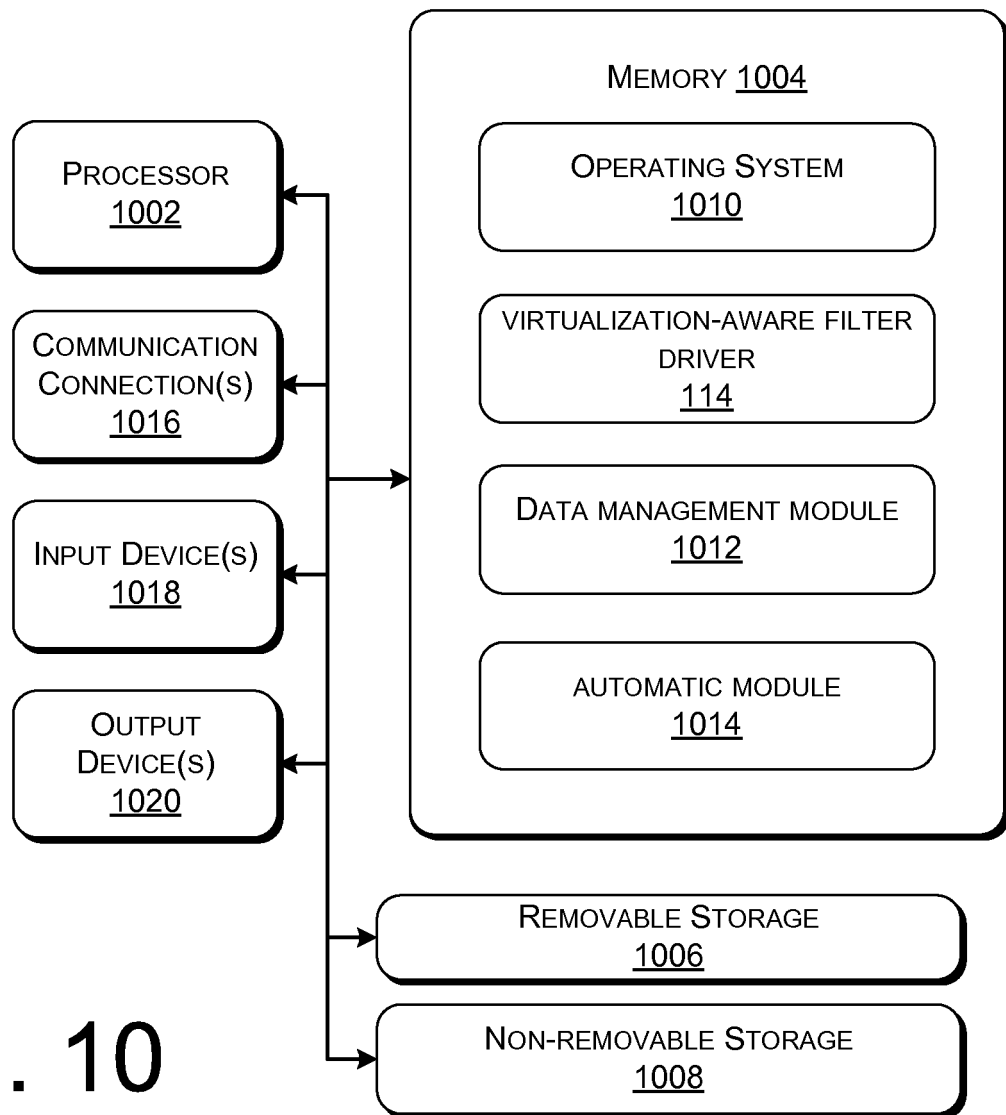 MEMORY 1004
OPERATING SYSTEM
1010
VIRTUALIZATION-AWARE FILTER
DRIVER
114
DATA MANAGEMENT MODULE
1012
AUTOMATIC MODULE
1014
PROCESSOR
1002
COMMUNICATION
CONNECTION(S)
1016
INPUT DEVICE(S)
1018
OUTPUT
DEVICE(S)
1020
REMOVABLE STORAGE
1006
NON-REMOVABLE STORAGE
1008
. 10